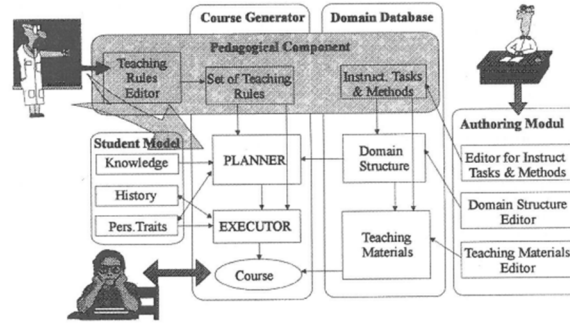 Course Generator
Domain Database
Pedagogical Component
Teaching
Rules
Editor
Set of Teaching
Rules
Instruct. Tasks
& Methods
Authoring Modul
Student Model
Knowledge
History
Pers.Traits
PLANNER
EXECUTOR
Course
Domain
Structure
Teaching
Materials
Editor for Instruct
Tasks & Methods
Domain Structure
Editor
Teaching Materials
Editor